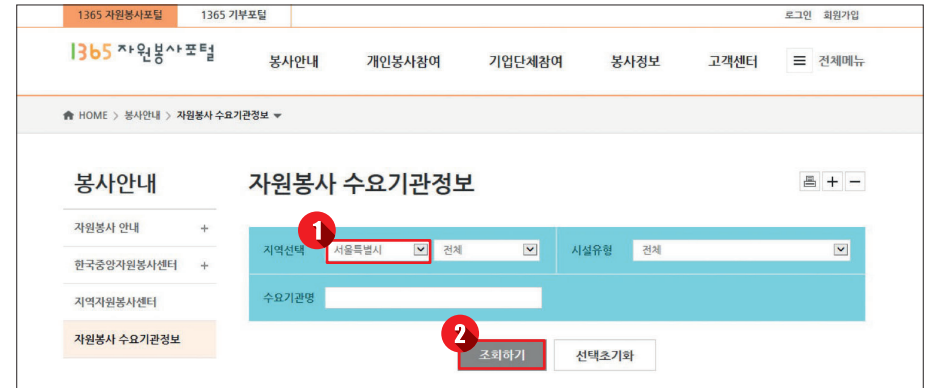 1365 자원봉사포털 1365 기부포털 로그인 회원가입
1365 자원봉사포털 봉사안내 개인봉사참여 기업단체참여 봉사정보 고객센터 전체메뉴
HOME > 봉사안내 > 자원봉사 수요기관정보
봉사안내
자원봉사 안내 +
한국중앙자원봉사센터 +
지역자원봉사센터
자원봉사 수요기관정보
자원봉사 수요기관정보 + −
1
지역선택 서울특별시 전체 시설유형 전체
수요기관명
2
조회하기 선택초기화